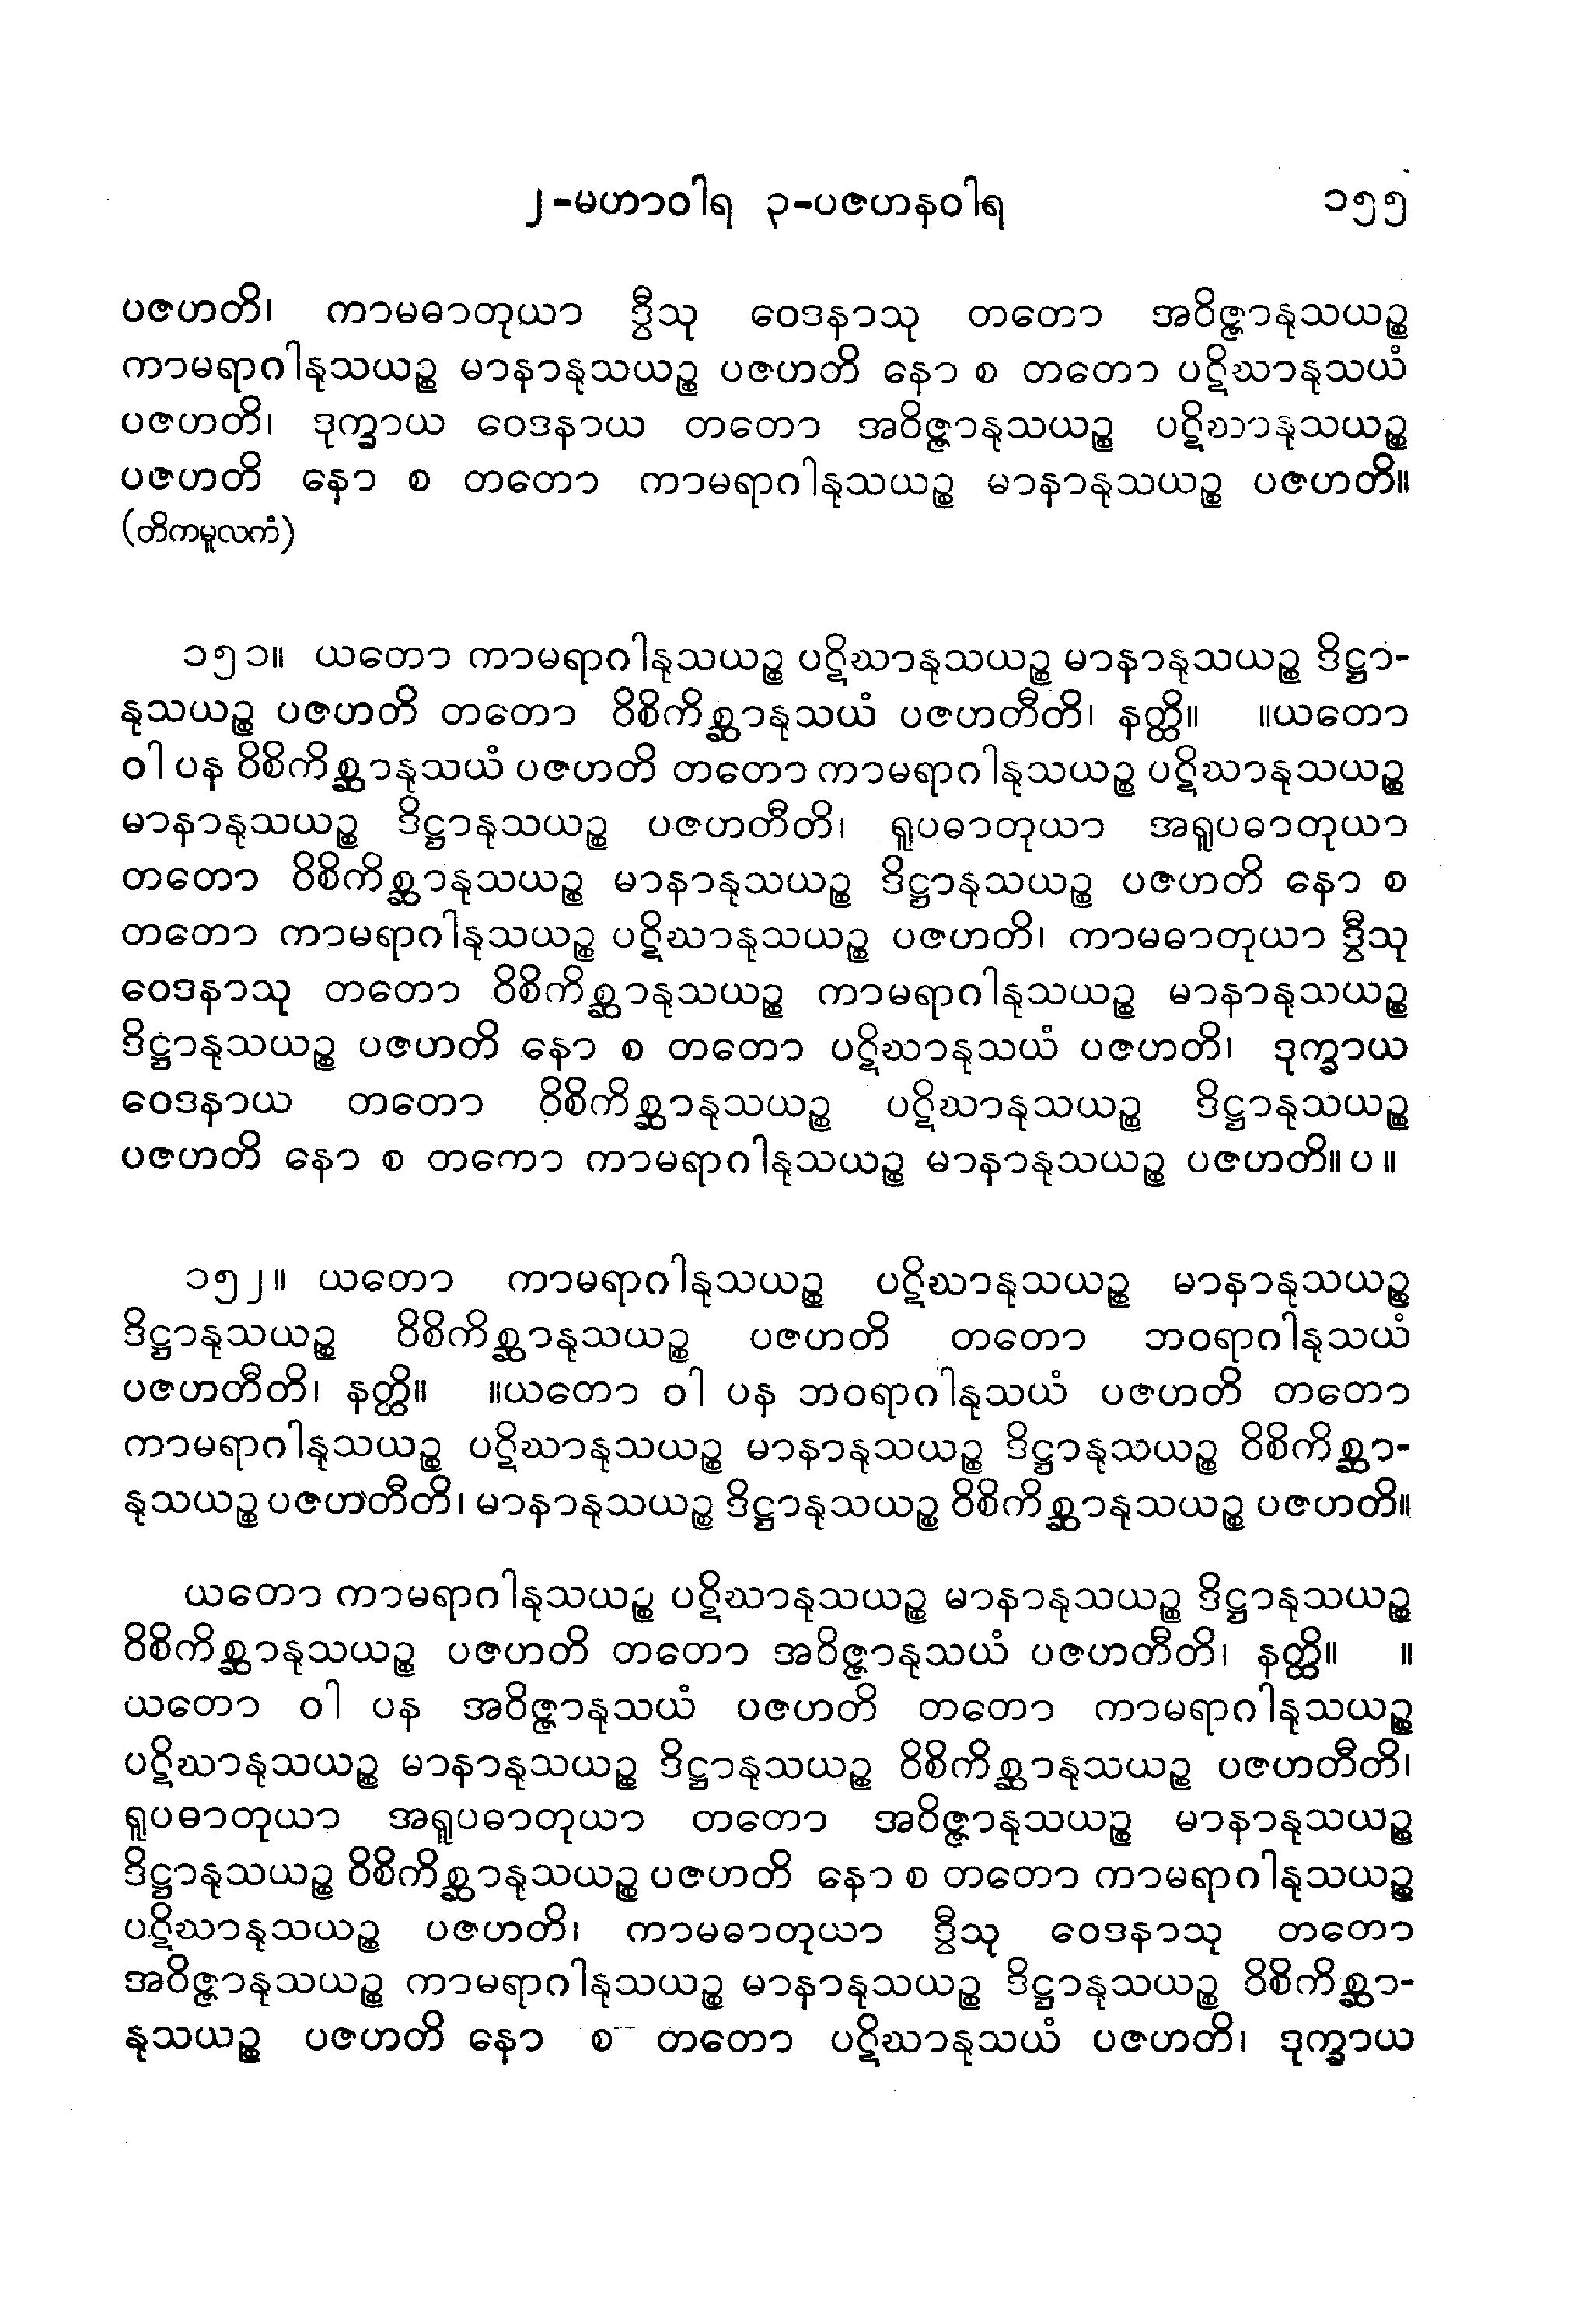 ၂-မဟာဝါရ ၃-ပဇဟနဝါရ ၁၅၅
ပဇဟတိ၊ ကာမဓာတုယာ ဒွီသု ဝေဒနာသု တတော အဝိဇ္ဇာနုသယဉ္စ
ကာမရာဂါနုသယဉ္စ မာနာနုသယဉ္စ ပဇဟတိ နော စ တတော ပဋိဃာနုသယံ
ပဇဟတိ၊ ဒုက္ခာယ ဝေဒနာယ တတော အဝိဇ္ဇာနုသယဉ္စ ပဋိဃာနုသယဉ္စ
ပဇဟတိ နော စ တတော ကာမရာဂါနုသယဉ္စ မာနာနုသယဉ္စ ပဇဟတိ။
(တိကမူလကံ)
၁၅၁။ ယတော ကာမရာဂါနုသယဉ္စ ပဋိဃာနုသယဉ္စ မာနာနုသယဉ္စ ဒိဋ္ဌာ-
နုသယဉ္စ ပဇဟတိ တတော ဝိစိကိစ္ဆာနုသယံ ပဇဟတီတိ၊ နတ္ထိ။ ။ယတော
ဝါ ပန ဝိစိကိစ္ဆာနုသယံ ပဇဟတိ တတော ကာမရာဂါနုသယဉ္စ ပဋိဃာနုသယဉ္စ
မာနာနုသယဉ္စ ဒိဋ္ဌာနုသယဉ္စ ပဇဟတီတိ၊ ရူပဓာတုယာ အရူပဓာတုယာ
တတော ဝိစိကိစ္ဆာနုသယဉ္စ မာနာနုသယဉ္စ ဒိဋ္ဌာနုသယဉ္စ ပဇဟတိ နော စ
တတော ကာမရာဂါနုသယဉ္စ ပဋိဃာနုသယဉ္စ ပဇဟတိ၊ ကာမဓာတုယာ ဒွီသု
ဝေဒနာသု တတော ဝိစိကိစ္ဆာနုသယဉ္စ ကာမရာဂါနုသယဉ္စ မာနာနုသယဉ္စ
ဒိဋ္ဌာနုသယဉ္စ ပဇဟတိ နော စ တတော ပဋိဃာနုသယံ ပဇဟတိ၊ ဒုက္ခာယ
ဝေဒနာယ တတော ဝိစိကိစ္ဆာနုသယဉ္စ ပဋိဃာနုသယဉ္စ ဒိဋ္ဌာနုသယဉ္စ
ပဇဟတိ နော စ တကော ကာမရာဂါနုသယဉ္စ မာနာနုသယဉ္စ ပဇဟတိ။ ပ ။
၁၅၂။ ယတော ကာမရာဂါနုသယဉ္စ ပဋိဃာနုသယဉ္စ မာနာနုသယဉ္စ
ဒိဋ္ဌာနုသယဉ္စ ဝိစိကိစ္ဆာနုသယဉ္စ ပဇဟတိ တတော ဘဝရာဂါနုသယံ
ပဇဟတီတိ၊ နတ္ထိ။ ။ယတော ဝါ ပန ဘဝရာဂါနုသယံ ပဇဟတိ တတော
ကာမရာဂါနုသယဉ္စ ပဋိဃာနုသယဉ္စ မာနာနုသယဉ္စ ဒိဋ္ဌာနုသယဉ္စ ဝိစိကိစ္ဆာ-
နုသယဉ္စ ပဇဟတီတိ၊ မာနာနုသယဉ္စ ဒိဋ္ဌာနုသယဉ္စ ဝိစိကိစ္ဆာနုသယဉ္စ ပဇဟတိ။
ယတော ကာမရာဂါနုသယဉ္စ ပဋိဃာနုသယဉ္စ မာနာနုသယဉ္စ ဒိဋ္ဌာနုသယဉ္စ
ဝိစိကိစ္ဆာနုသယဉ္စ ပဇဟတိ တတော အဝိဇ္ဇာနုသယံ ပဇဟတီတိ၊ နတ္ထိ။ ။
ယတော ဝါ ပန အဝိဇ္ဇာနုသယံ ပဇဟတိ တတော ကာမရာဂါနုသယဉ္စ
ပဋိဃာနုသယဉ္စ မာနာနုသယဉ္စ ဒိဋ္ဌာနုသယဉ္စ ဝိစိကိစ္ဆာနုသယဉ္စ ပဇဟတီတိ၊
ရူပဓာတုယာ အရူပဓာတုယာ တတော အဝိဇ္ဇာနုသယဉ္စ မာနာနုသယဉ္စ
ဒိဋ္ဌာနုသယဉ္စ ဝိစိကိစ္ဆာနုသယဉ္စ ပဇဟတိ နော စ တတော ကာမရာဂါနုသယဉ္စ
ပဋိဃာနုသယဉ္စ ပဇဟတိ၊ ကာမဓာတုယာ ဒွီသု ဝေဒနာသု တတော
အဝိဇ္ဇာနုသယဉ္စ ကာမရာဂါနုသယဉ္စ မာနာနုသယဉ္စ ဒိဋ္ဌာနုသယဉ္စ ဝိစိကိစ္ဆာ-
နုသယဉ္စ ပဇဟတိ နော စ တတော ပဋိဃာနုသယံ ပဇဟတိ၊ ဒုက္ခာယ